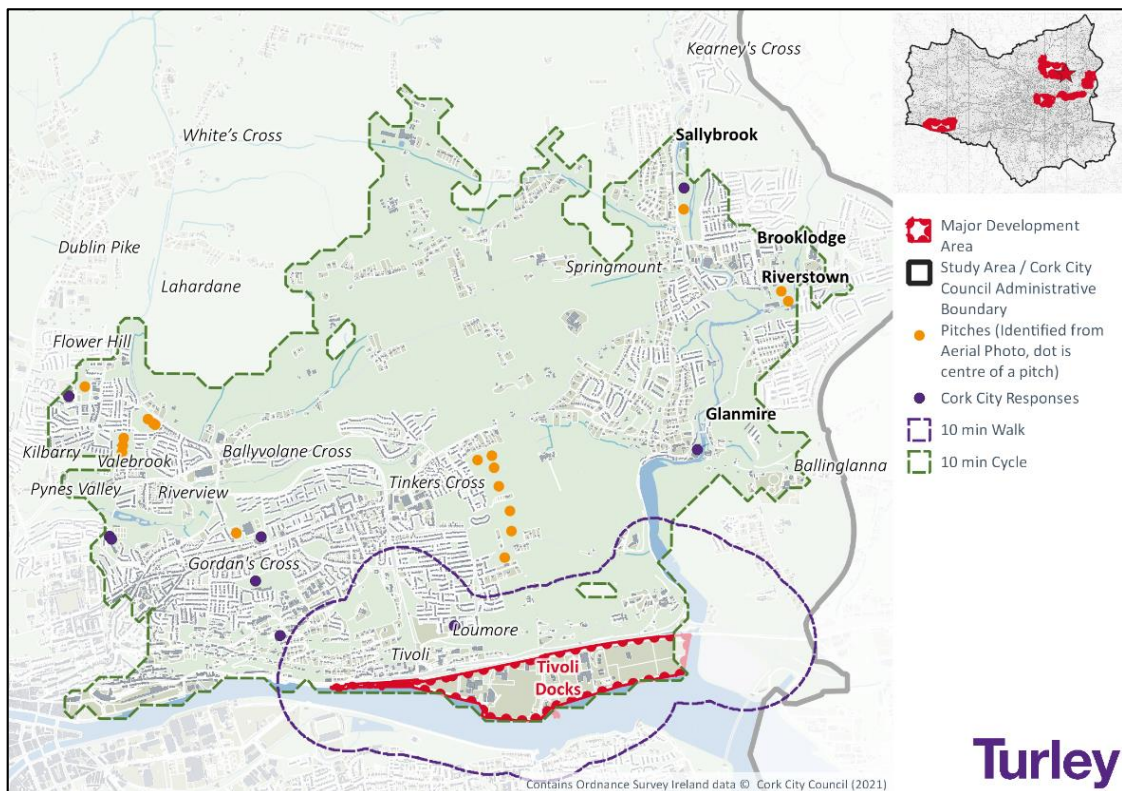 Kearney's Cross
White's Cross
Sallybrook
Dublin Pike
Brooklodge
Springmount
Riverstown
Lahardane
Flower Hill
Glanmire
Kilbarry
Valebrook
Ballyvolane Cross
Ballinglanna
Pynes Valley
Riverview
Tinkers Cross
Gordan's Cross
Loumore
Tivoli
Tivoli
Docks
Contains Ordnance Survey Ireland data © Cork City Council (2021)
Major Development
Area
Study Area / Cork City
Council Administrative
Boundary
Pitches (Identified from
Aerial Photo, dot is
centre of a pitch)
Cork City Responses
10 min Walk
10 min Cycle
Turley